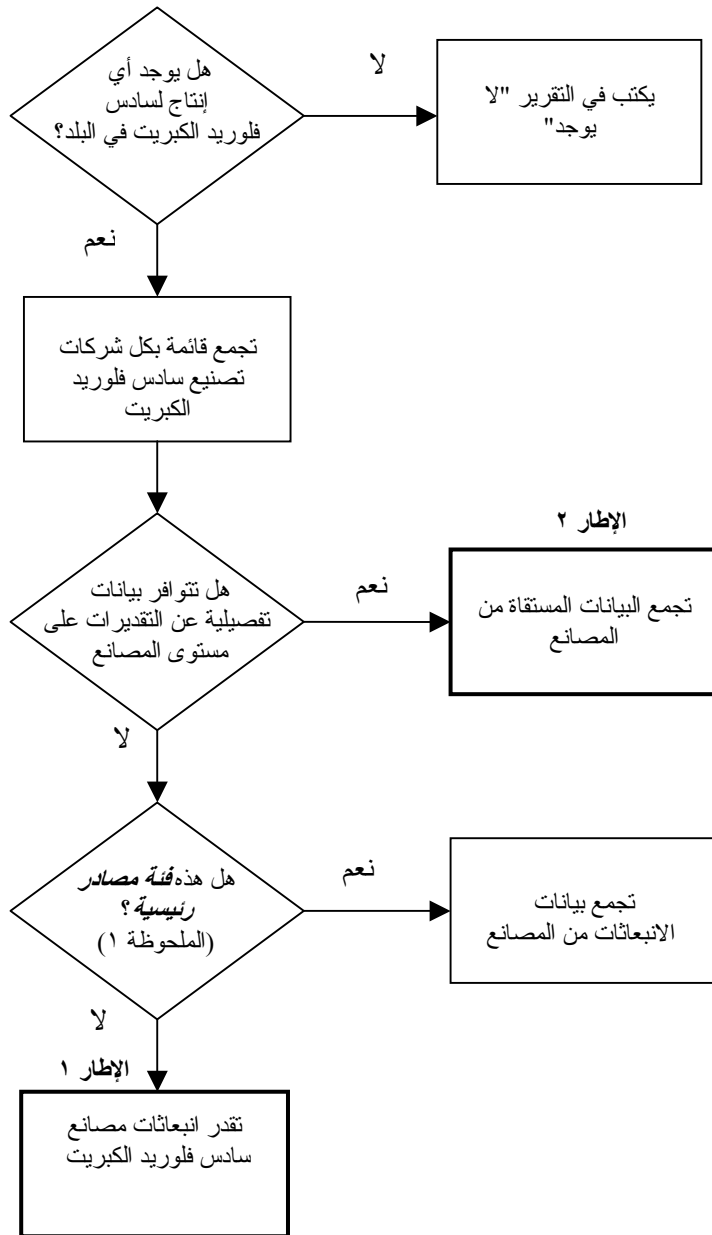 هل يوجد أي
إنتاج لسادس
فلوريد الكبريت في البلد؟
لا
يكتب في التقرير "لا
يوجد"
نعم
تجمع قائمة بكل شركات
تصنيع سادس فلوريد
الكبريت
هل تتوافر بيانات
تفصيلية عن التقديرات على
مستوى المصانع
نعم
الإطار ٢
تجمع البيانات المستقاة من
المصانع
لا
هل هذه فئة مصادر
رئيسية؟
(الملحوظة ١)
نعم
تجمع بيانات
الانبعاثات من المصانع
لا
الإطار ١
تقدر انبعاثات مصانع
سادس فلوريد الكبريت